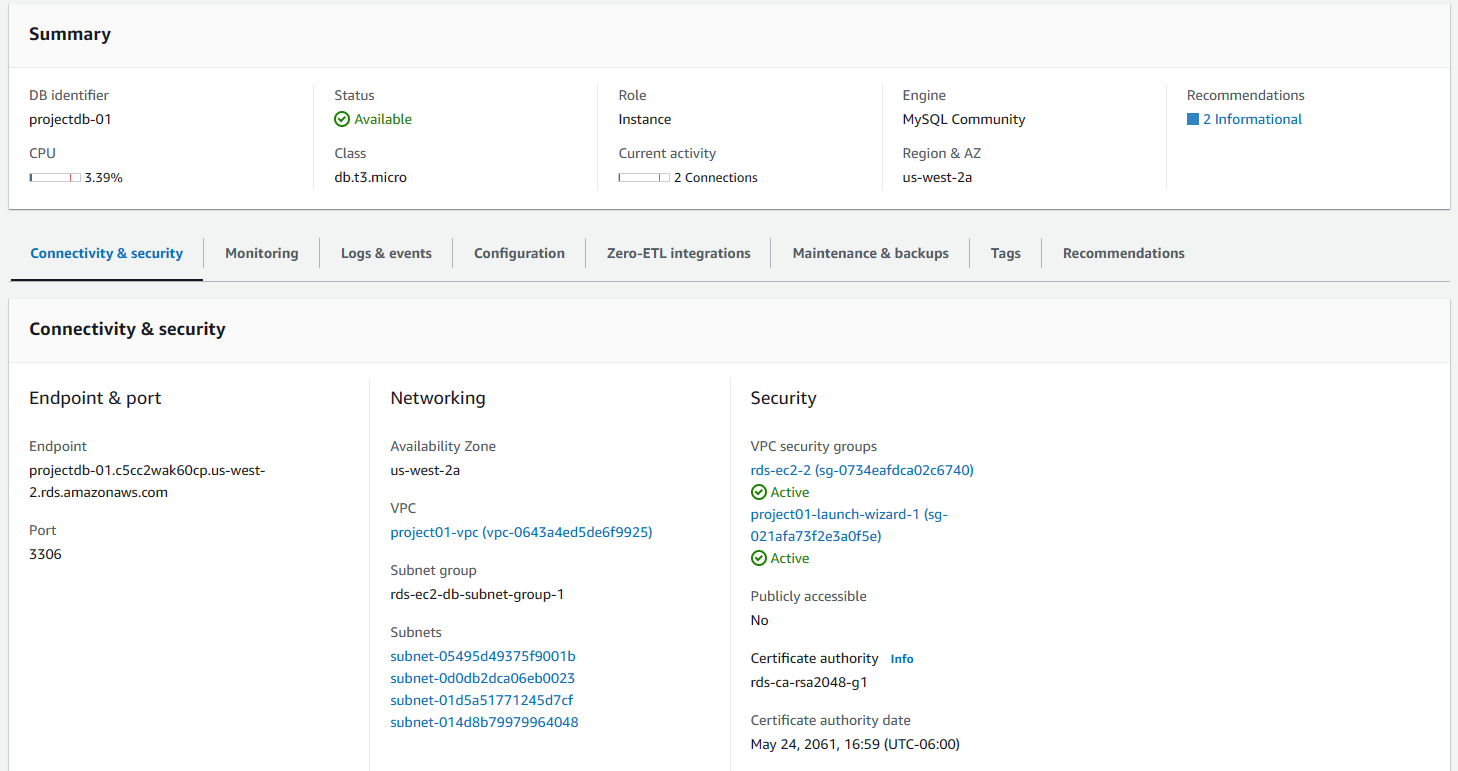 Summary
DB identifier
projectdb-01
CPU
3.39%
Status
Available
Class
db.t3.micro
Role
Instance
Current activity
2 Connections
Engine
MySQL Community
Region & AZ
us-west-2a
Recommendations
2 Informational
Connectivity & security
Monitoring
Logs & events
Configuration
Zero-ETL integrations
Maintenance & backups
Tags
Recommendations
Connectivity & security
Endpoint & port
Endpoint
projectdb-01.c5cc2wak60cp.us-west-
2.rds.amazonaws.com
Port
3306
Networking
Availability Zone
us-west-2a
VPC
project01-vpc (vpc-0643a4ed5de6f9925)
Subnet group
rds-ec2-db-subnet-group-1
Subnets
subnet-05495d49375f9001b
subnet-0d0db2dca06eb0023
subnet-01d5a51771245d7cf
subnet-014d8b79979964048
Security
VPC security groups
rds-ec2-2 (sg-0734eafdca02c6740)
Active
project01-launch-wizard-1 (sg-
021afa73f2e3a0f5e)
Active
Publicly accessible
No
Certificate authority Info
rds-ca-rsa2048-g1
Certificate authority date
May 24, 2061, 16:59 (UTC-06:00)